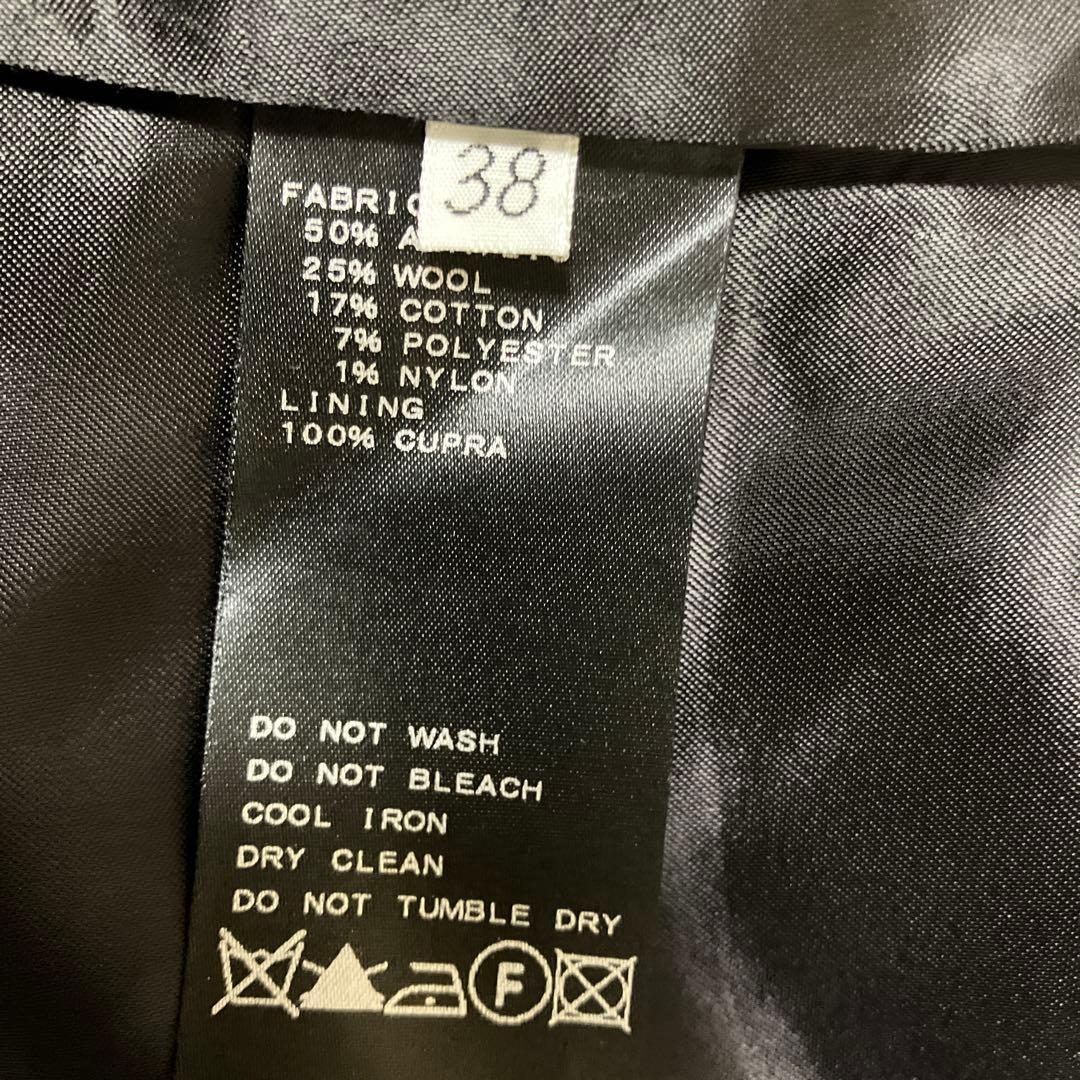 38
FABRIC
50%
25% WOOL
17% COTTON
7% POLYESTER
1% NYLON
LINING
100% CUPRA
DO NOT WASH
DO NOT BLEACH
COOL IRON
DRY CLEAN
DO NOT TUMBLE DRY
F